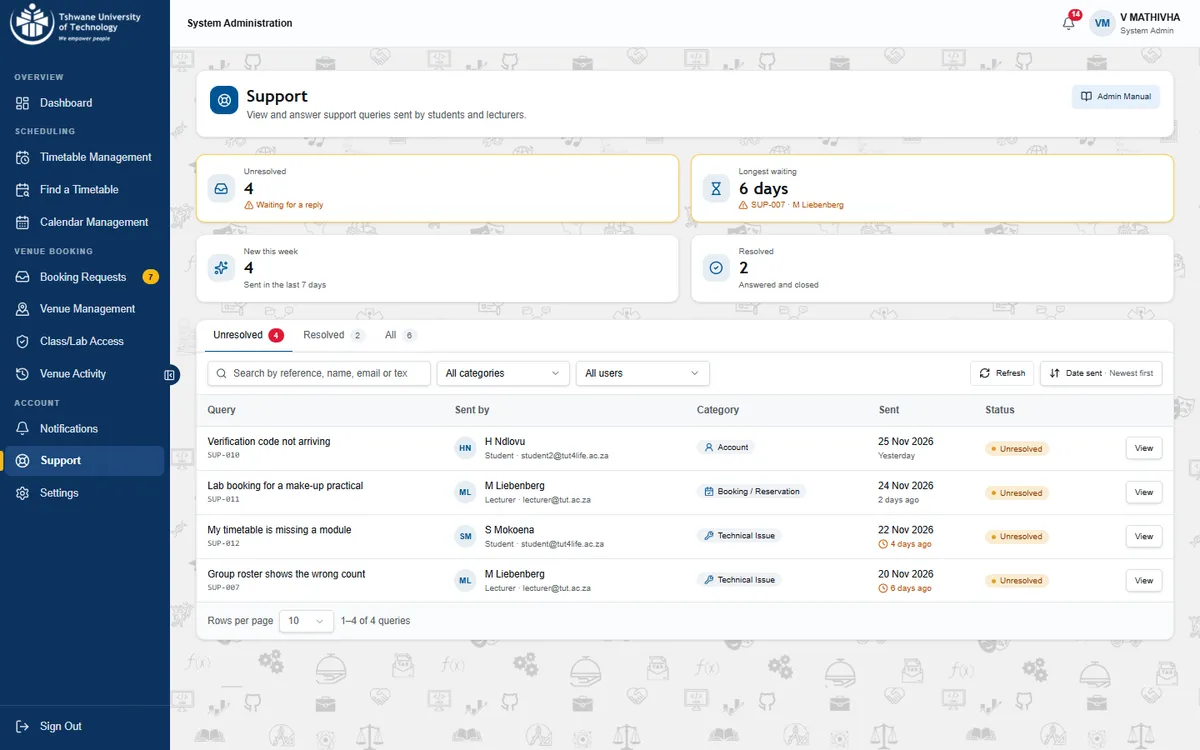 Tshwane University
of Technology
We empower people
System Administration
14
VM
V MATHIVHA
System Admin
OVERVIEW
Dashboard
SCHEDULING
Timetable Management
Find a Timetable
Calendar Management
VENUE BOOKING
Booking Requests 7
Venue Management
Class/Lab Access
Venue Activity
ACCOUNT
Notifications
Support
Settings
Sign Out
Support
View and answer support queries sent by students and lecturers.
Admin Manual
Unresolved
4
Waiting for a reply
Longest waiting
6 days
SUP-007 · M Liebenberg
New this week
4
Sent in the last 7 days
Resolved
2
Answered and closed
Unresolved 4 Resolved 2 All 6
Search by reference, name, email or tex
All categories
All users
Refresh
Date sent · Newest first
Query Sent by Category Sent Status
Verification code not arriving
SUP-010
HN
H Ndlovu
Student · student2@tut4life.ac.za
Account
25 Nov 2026
Yesterday
Unresolved
View
Lab booking for a make-up practical
SUP-011
ML
M Liebenberg
Lecturer · lecturer@tut.ac.za
Booking / Reservation
24 Nov 2026
2 days ago
Unresolved
View
My timetable is missing a module
SUP-012
SM
S Mokoena
Student · student@tut4life.ac.za
Technical Issue
22 Nov 2026
4 days ago
Unresolved
View
Group roster shows the wrong count
SUP-007
ML
M Liebenberg
Lecturer · lecturer@tut.ac.za
Technical Issue
20 Nov 2026
6 days ago
Unresolved
View
Rows per page 10 1–4 of 4 queries